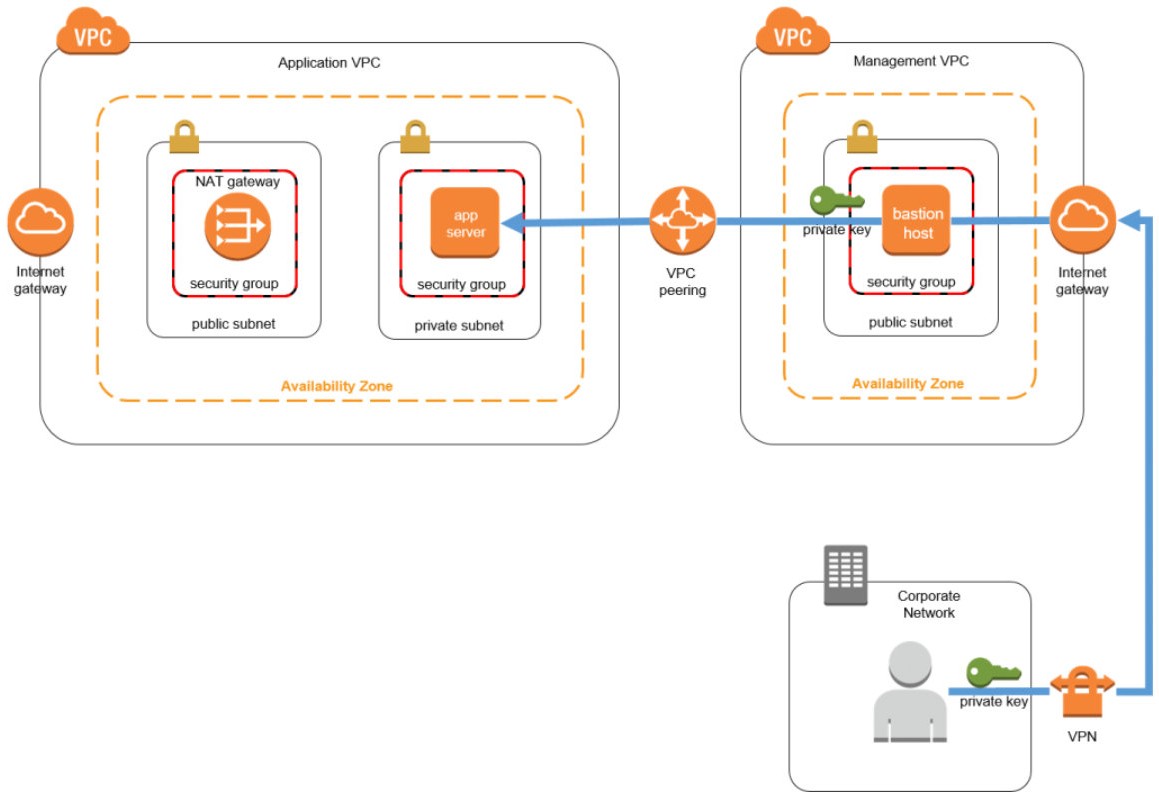 VPC
Application VPC
NAT gateway
security group
public subnet
app
server
security group
private subnet
Availability Zone
Internet
gateway
VPC
peering
VPC
Management VPC
private key
bastion
host
security group
public subnet
Availability Zone
Internet
gateway
Corporate
Network
private key
VPN